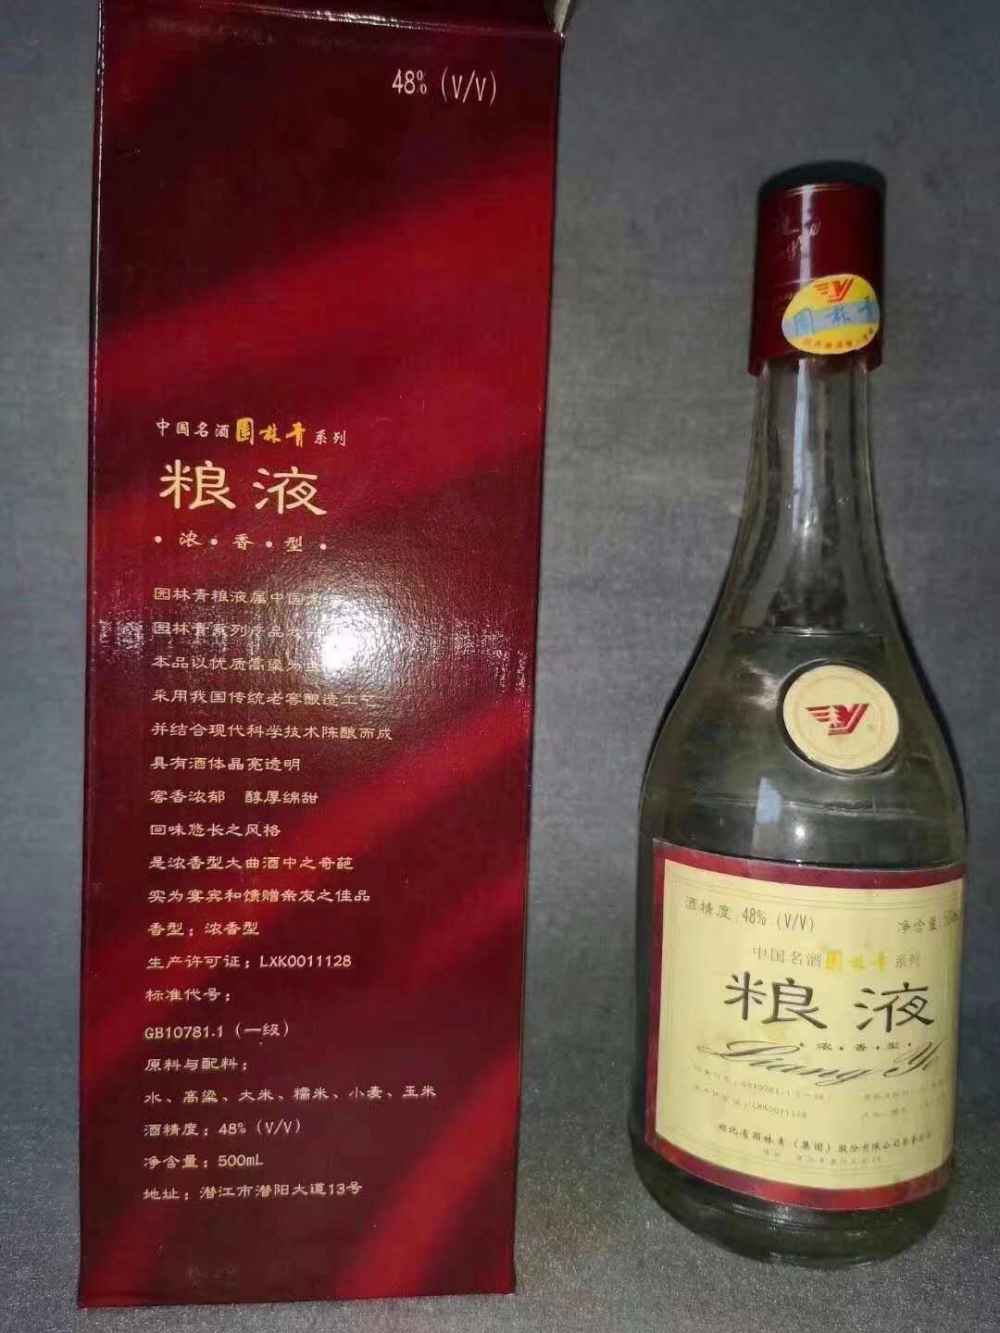 48% (V/V)
中国名酒園林青系列
粮液
·浓·香·型·
园林青粮液属中国
园林青系列产品
本品以优质高粱为
采用我国传统老窖酿造工艺
并结合现代科学技术陈酿而成
具有酒体晶亮透明
窖香浓郁 醇厚绵甜
回味悠长之风格
是浓香型大曲酒中之奇葩
实为宴宾和馈赠亲友之佳品
香型：浓香型
生产许可证：LXK0011128
标准代号：
GB10781.1（一级）
原料与配料：
水、高粱、大米、糯米、小麦、玉米
酒精度：48%（V/V）
净含量：500mL
地址：潜江市潜阳大道13号
園林青
酒精度 48% (V/V)
净含量
中国名酒園林青系列
粮液
·浓·香·型·
Liang Ye